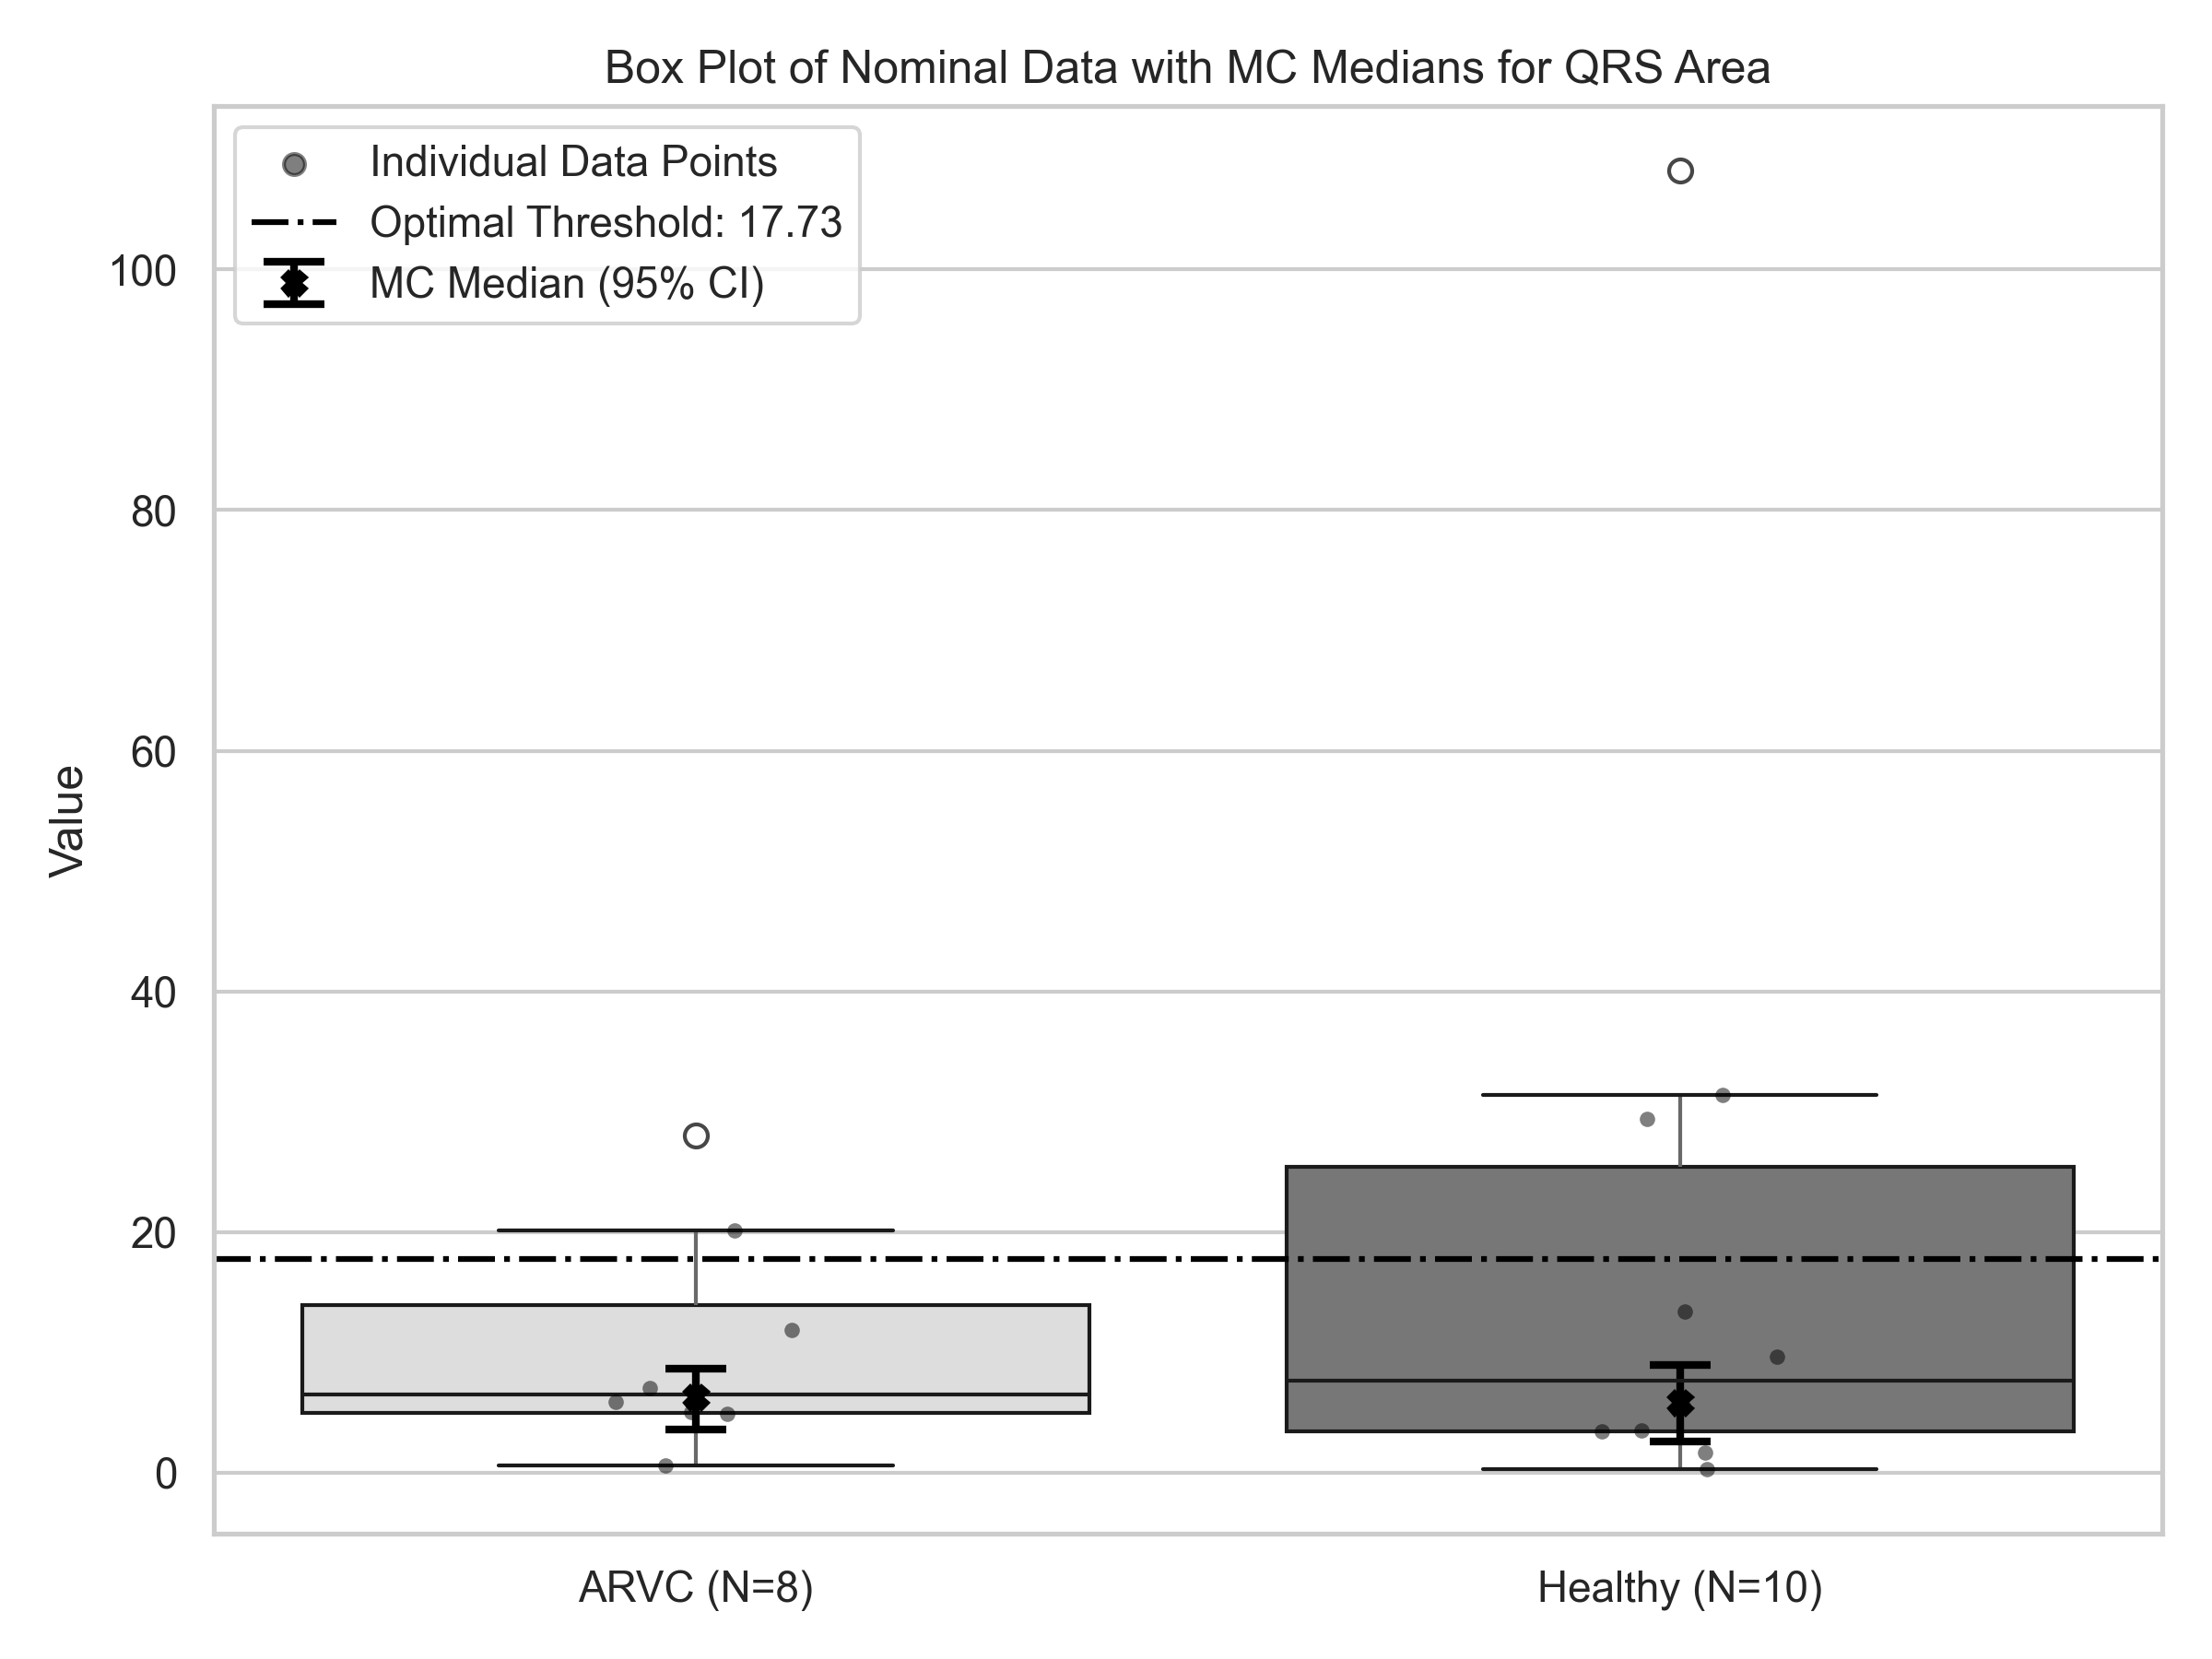 Box Plot of Nominal Data with MC Medians for QRS Area
Individual Data Points
Optimal Threshold: 17.73
MC Median (95% CI)
100
80
60
40
20
0
Value
ARVC (N=8)
Healthy (N=10)